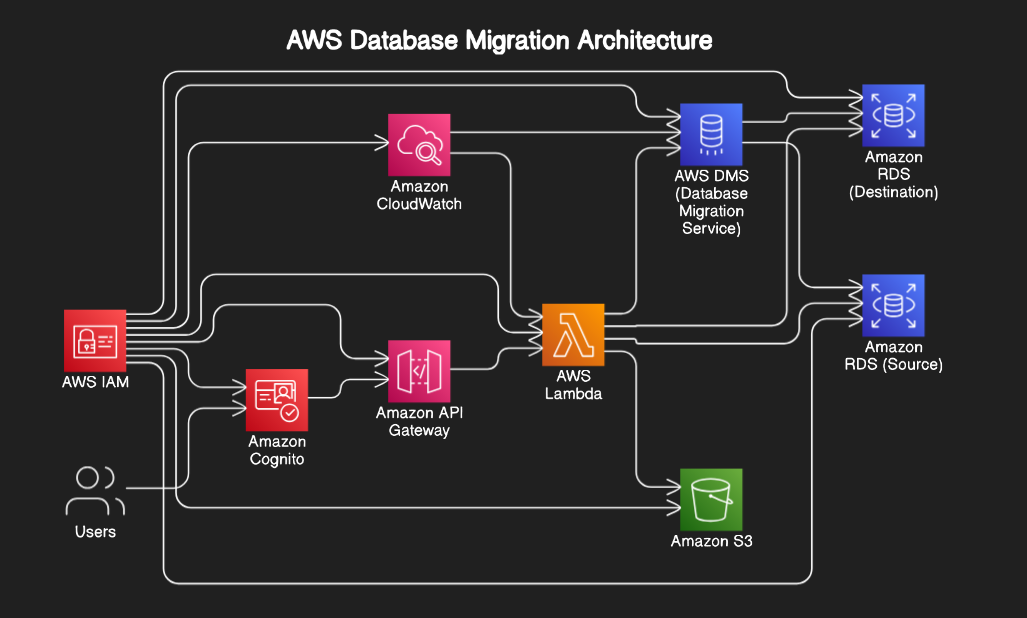 AWS Database Migration Architecture
Amazon
RDS
(Destination)
Amazon
CloudWatch
AWS DMS
(Database
Migration
Service)
Amazon
RDS (Source)
AWS IAM
AWS
Lambda
Amazon API
Gateway
Amazon
Cognito
Users
Amazon S3